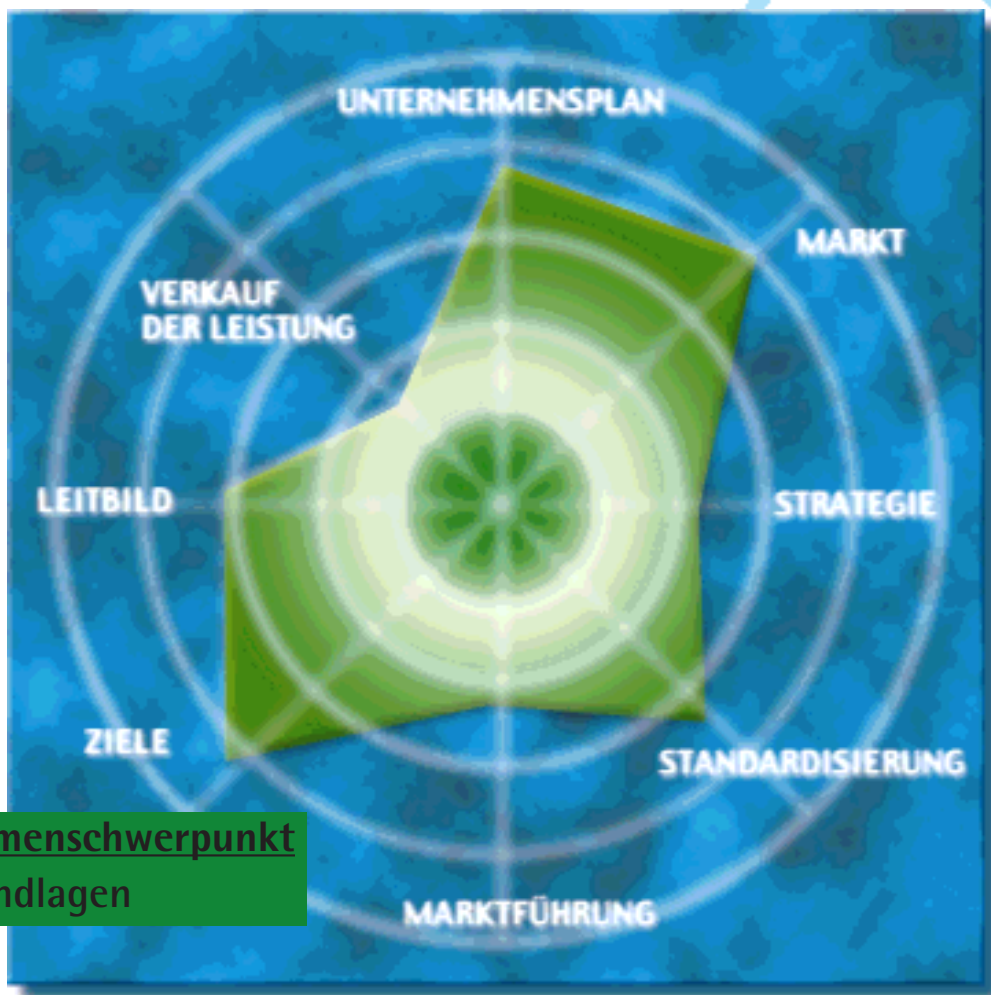 UNTERNEHMENSPLAN
MARKT
VERKAUF
DER LEISTUNG
LEITBILD
STRATEGIE
ZIELE
STANDARDISIERUNG
menschwerpunkt
ndlagen
MARKTFÜHRUNG